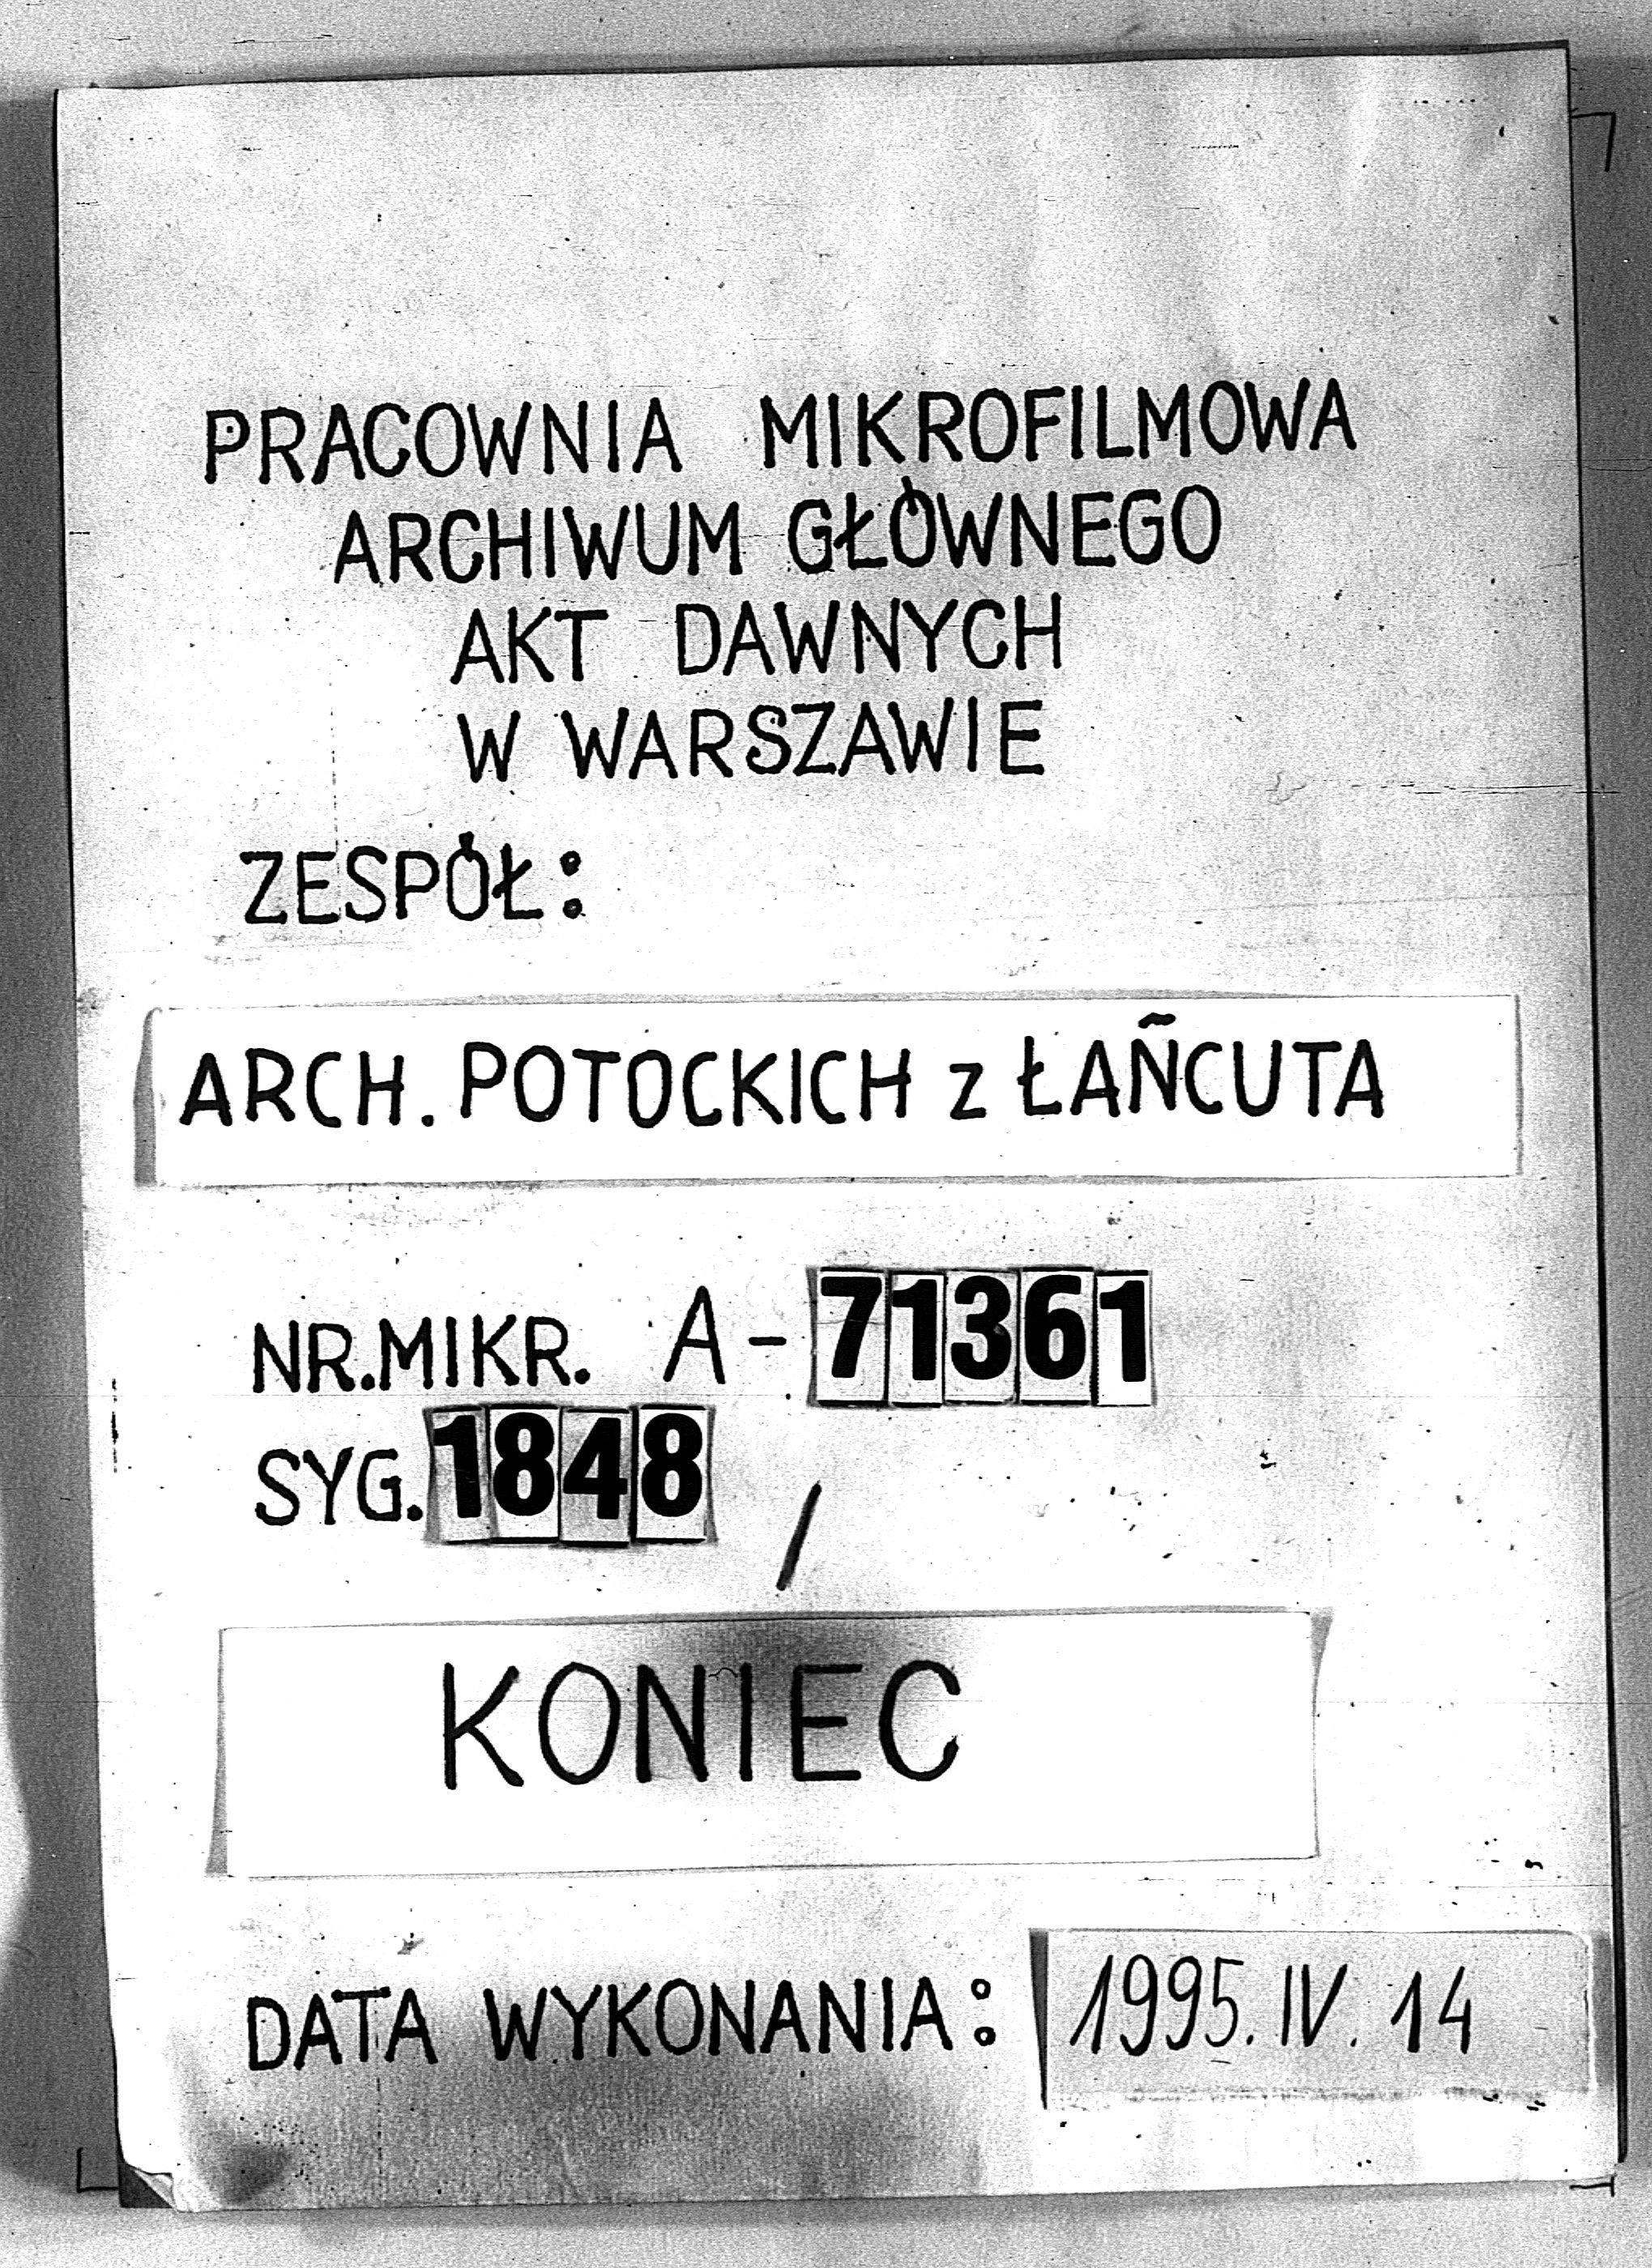 PRACOWNIA MIKROFILMOWA
ARCHIWUM GŁÓWNEGO
AKT DAWNYCH
W WARSZAWIE
ZESPÓŁ:
ARCH. POTOCKICH z ŁAÑCUTA
NR.MIKR. A-71361
SYG. 1848 /
KONIEC
DATA WYKONANIA: 1995. IV. 14